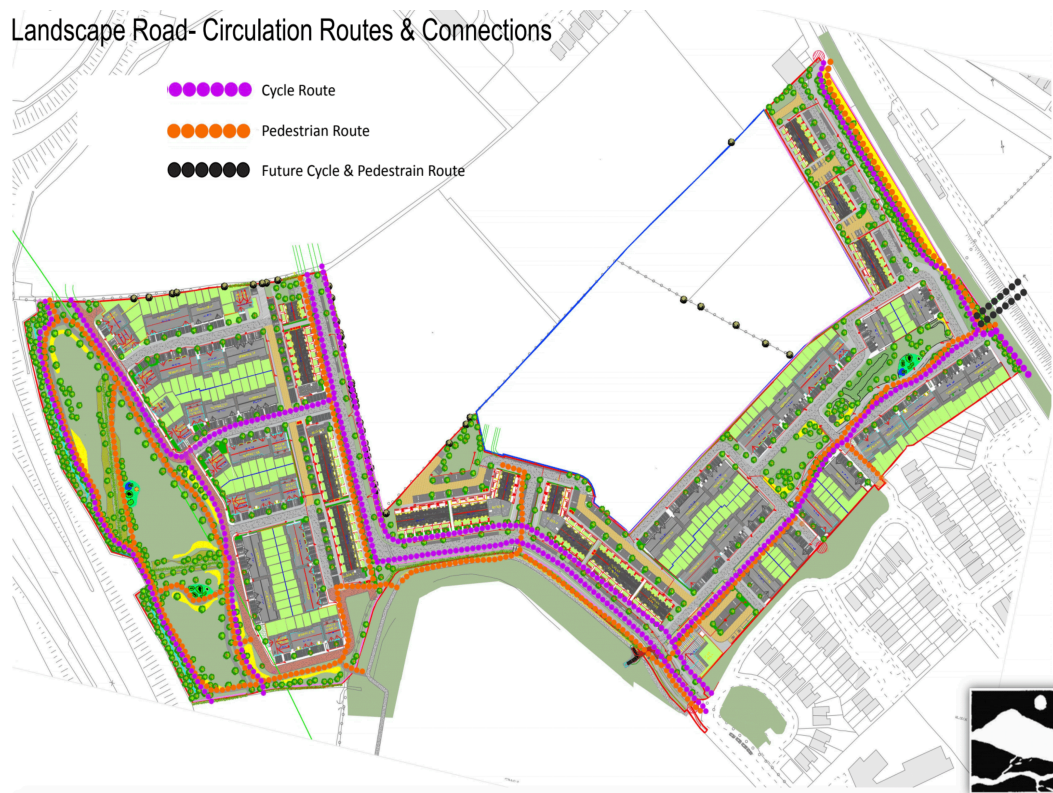 Landscape Road- Circulation Routes & Connections
Cycle Route
Pedestrian Route
Future Cycle & Pedestrain Route